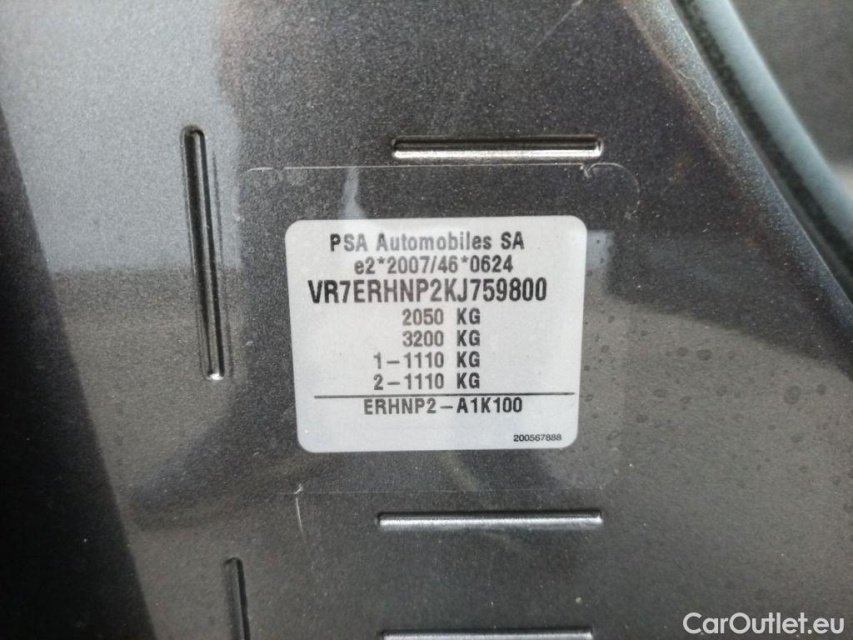 PSA Automobiles SA
e2*2007/46*0624
VR7ERHNP2KJ759800
2050 KG
3200 KG
1-1110 KG
2-1110 KG
ERHNP2-A1K100
200567888
CarOutlet.eu